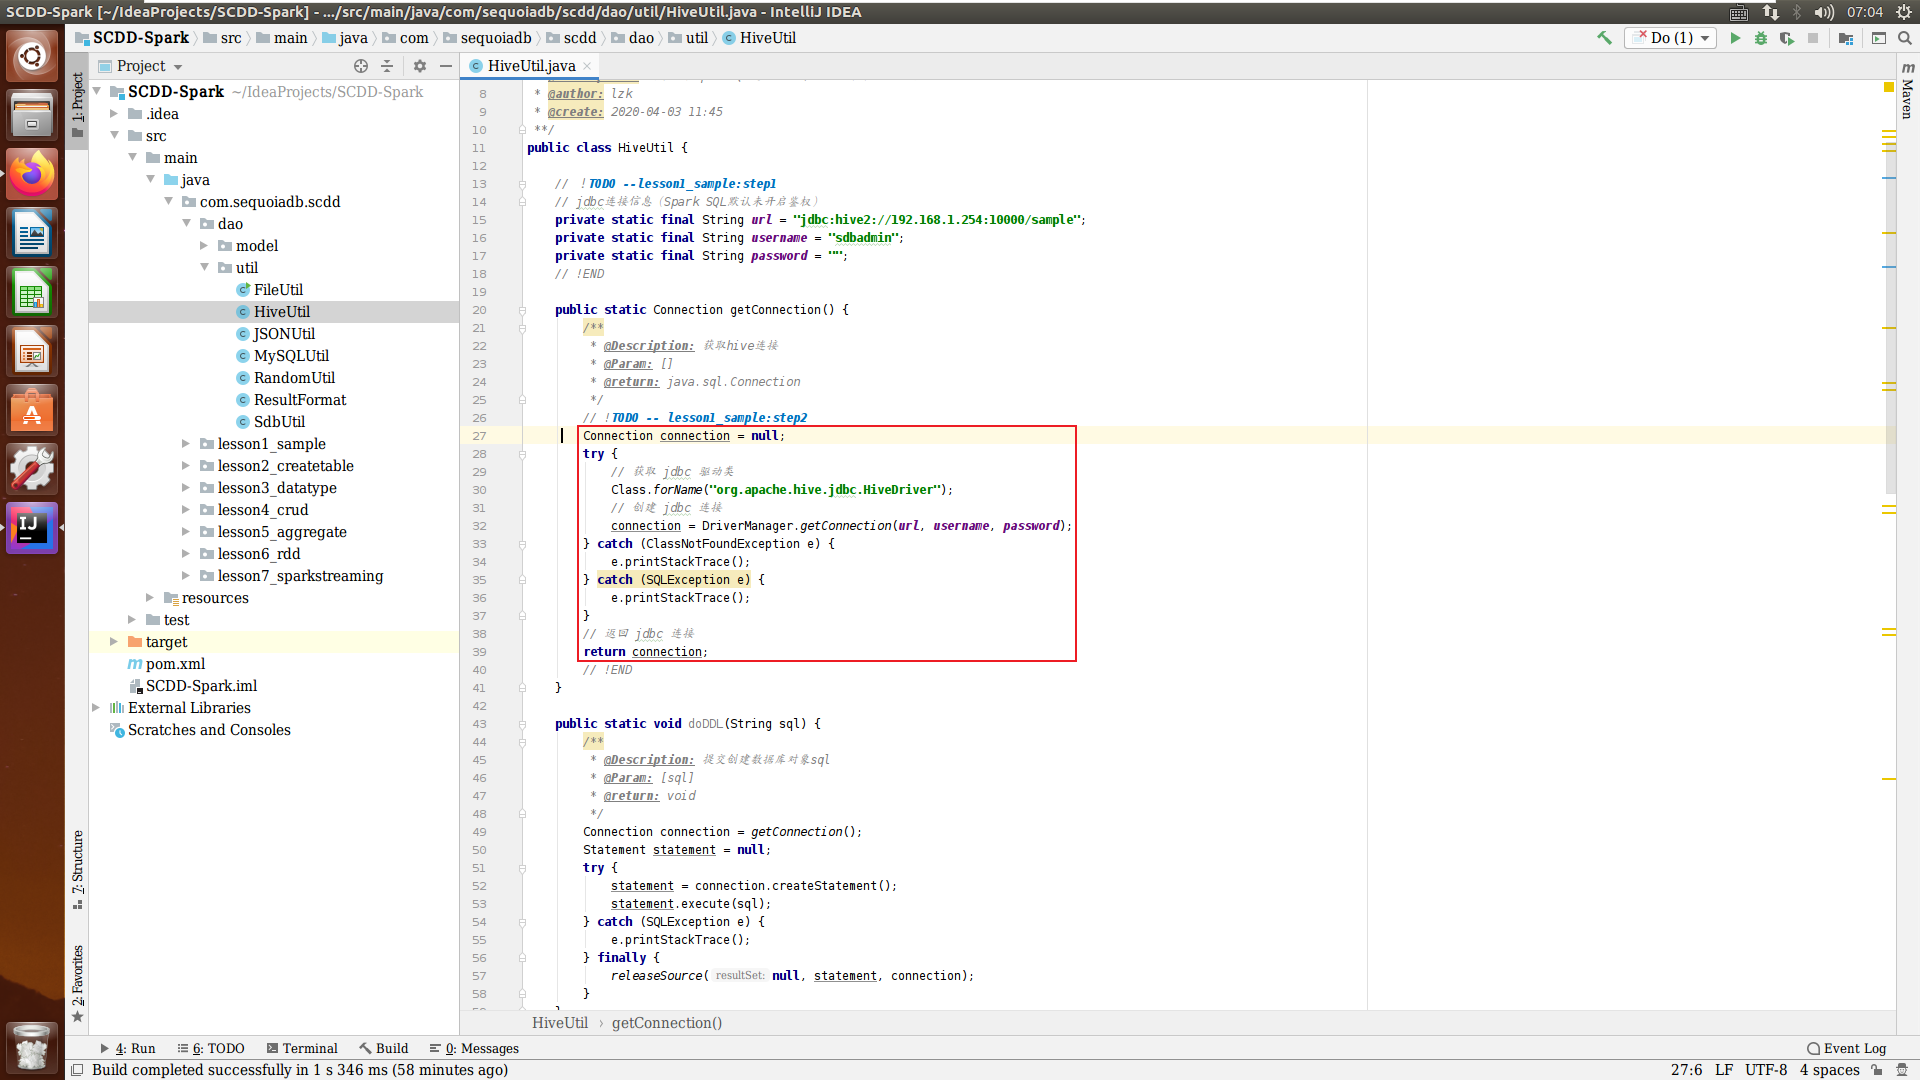 SCDD-Spark [~/IdeaProjects/SCDD-Spark] - .../src/main/java/com/sequoiadb/scdd/dao/util/HiveUtil.java - IntelliJ IDEA
07:04
SCDD-Spark src main java com sequoiadb scdd dao util HiveUtil
Do (1)
Project
HiveUtil.java
1: Project
7: Structure
2: Favorites
m Maven
SCDD-Spark ~/IdeaProjects/SCDD-Spark
.idea
src
main
java
com.sequoiadb.scdd
dao
model
util
FileUtil
HiveUtil
JSONUtil
MySQLUtil
RandomUtil
ResultFormat
SdbUtil
lesson1_sample
lesson2_createtable
lesson3_datatype
lesson4_crud
lesson5_aggregate
lesson6_rdd
lesson7_sparkstreaming
resources
test
target
pom.xml
SCDD-Spark.iml
External Libraries
Scratches and Consoles
8 * @author: lzk
9 * @create: 2020-04-03 11:45
10 **/
11 public class HiveUtil {
12
13 // !TODO --lesson1_sample:step1
14 // jdbc连接信息（Spark SQL默认未开启鉴权）
15 private static final String url = "jdbc:hive2://192.168.1.254:10000/sample";
16 private static final String username = "sdbadmin";
17 private static final String password = "";
18 // !END
19
20 public static Connection getConnection() {
21 /**
22 * @Description: 获取hive连接
23 * @Param: []
24 * @return: java.sql.Connection
25 */
26 // !TODO -- lesson1_sample:step2
27 Connection connection = null;
28 try {
29 // 获取 jdbc 驱动类
30 Class.forName("org.apache.hive.jdbc.HiveDriver");
31 // 创建 jdbc 连接
32 connection = DriverManager.getConnection(url, username, password);
33 } catch (ClassNotFoundException e) {
34 e.printStackTrace();
35 } catch (SQLException e) {
36 e.printStackTrace();
37 }
38 // 返回 jdbc 连接
39 return connection;
40 // !END
41 }
42
43 public static void doDDL(String sql) {
44 /**
45 * @Description: 提交创建数据库对象sql
46 * @Param: [sql]
47 * @return: void
48 */
49 Connection connection = getConnection();
50 Statement statement = null;
51 try {
52 statement = connection.createStatement();
53 statement.execute(sql);
54 } catch (SQLException e) {
55 e.printStackTrace();
56 } finally {
57 releaseSource( resultSet: null, statement, connection);
58 }
HiveUtil › getConnection()
4: Run 6: TODO Terminal Build 0: Messages Event Log
Build completed successfully in 1 s 346 ms (58 minutes ago) 27:6 LF UTF-8 4 spaces